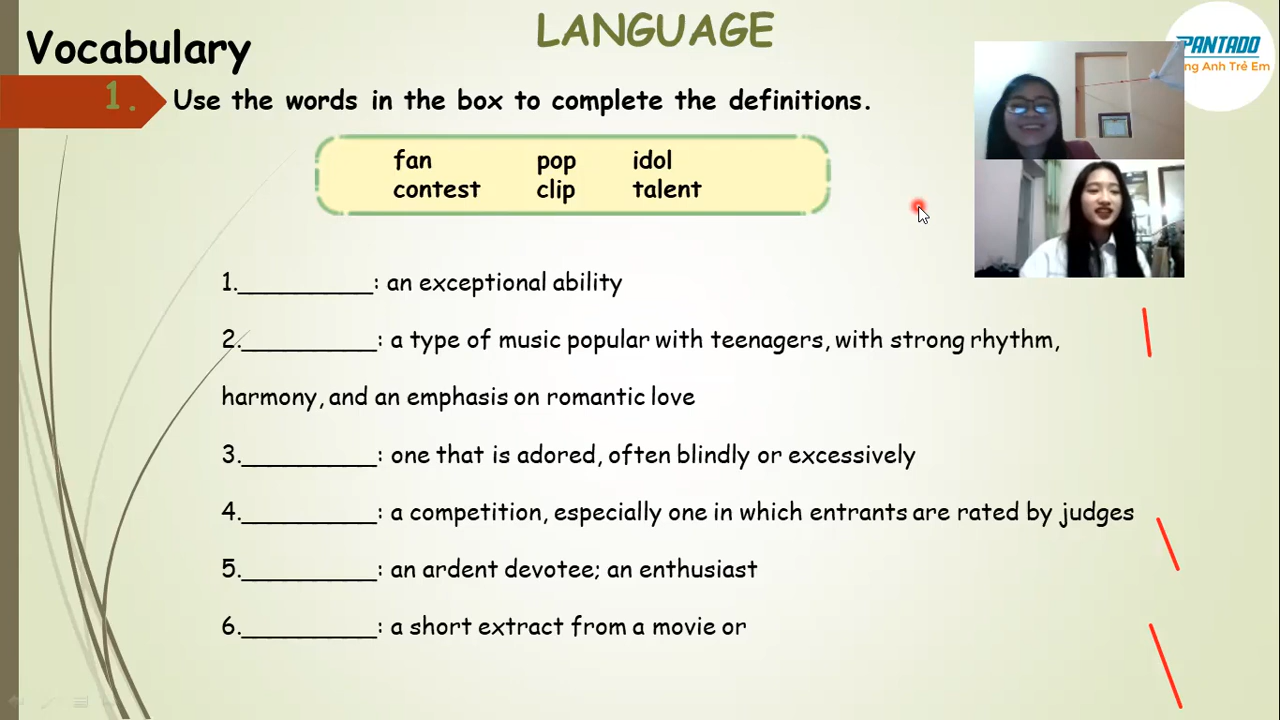 LANGUAGE
Vocabulary
PANTADO
ng Anh Trẻ Em
1. Use the words in the box to complete the definitions.
fan pop idol
contest clip talent
1.__________: an exceptional ability
2.__________: a type of music popular with teenagers, with strong rhythm,
harmony, and an emphasis on romantic love
3.__________: one that is adored, often blindly or excessively
4.__________: a competition, especially one in which entrants are rated by judges
5.__________: an ardent devotee; an enthusiast
6.__________: a short extract from a movie or